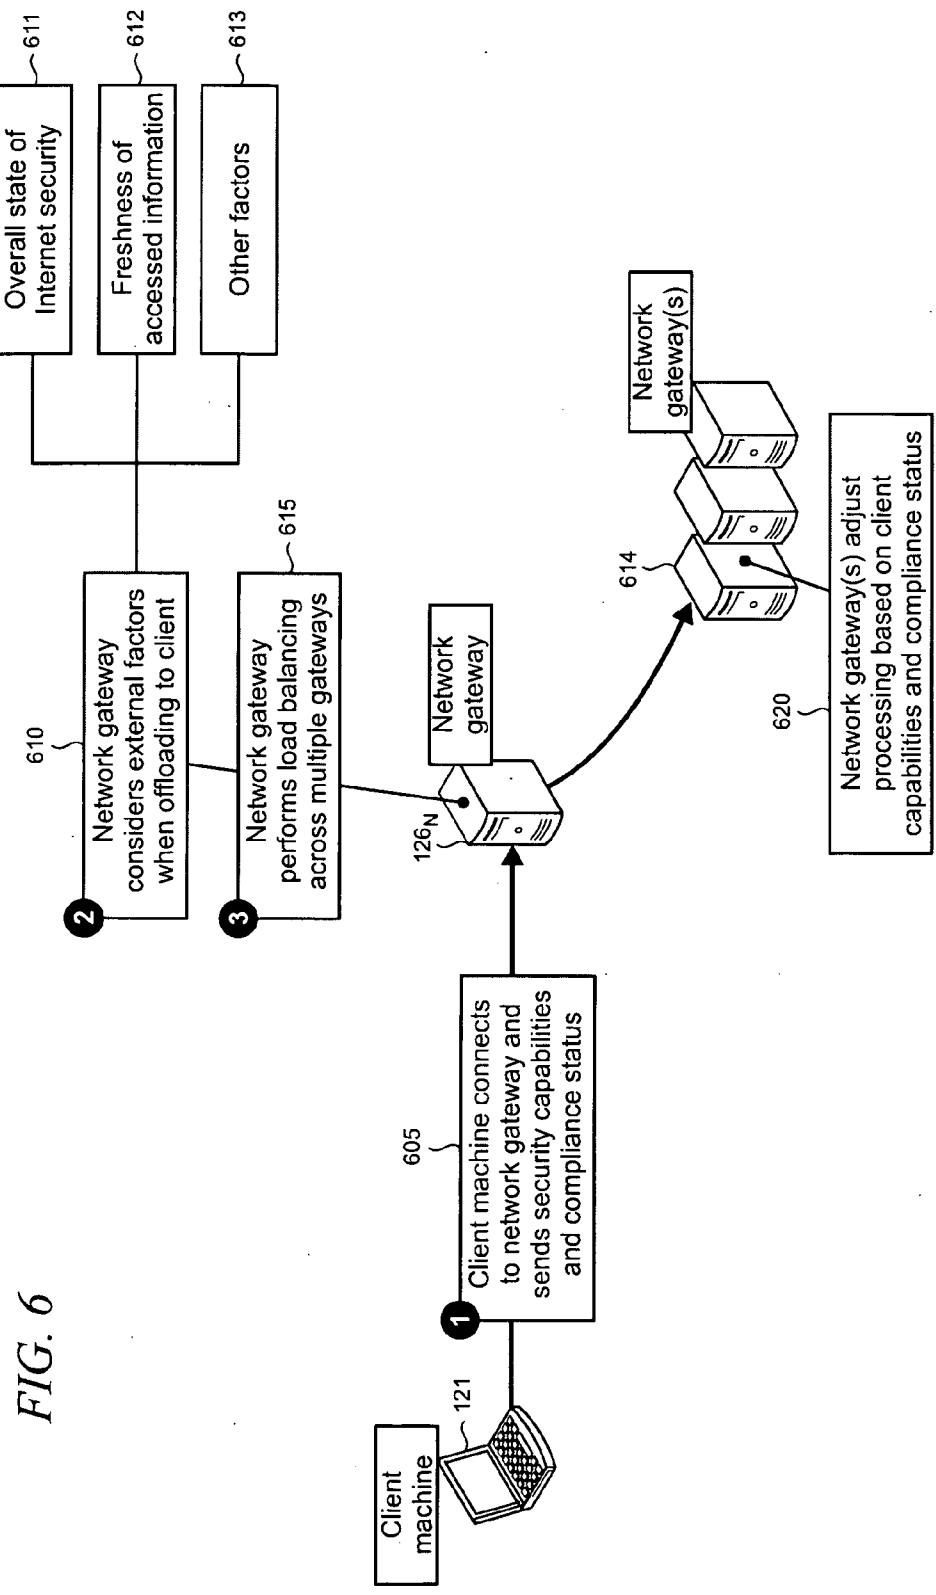 FIG. 6
Client
machine
121
1
605
Client machine connects
to network gateway and
sends security capabilities
and compliance status
2
610
Network gateway
considers external factors
when offloading to client
611
Overall state of
Internet security
612
Freshness of
accessed information
613
Other factors
3
615
Network gateway
performs load balancing
across multiple gateways
126N
Network
gateway
614
Network
gateway(s)
620
Network gateway(s) adjust
processing based on client
capabilities and compliance status